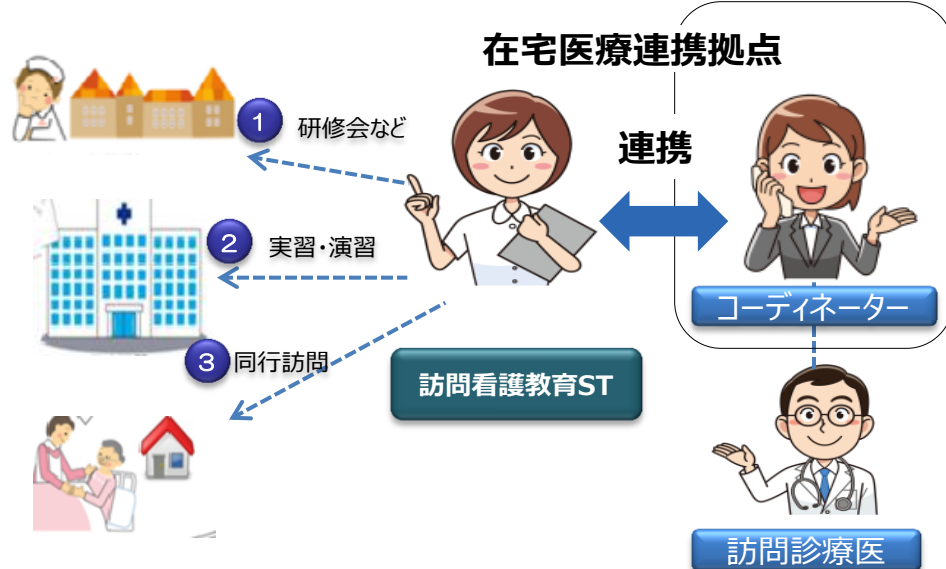 在宅医療連携拠点
1 研修会など
連携
2 実習・演習
コーディネーター
3 同行訪問
訪問看護教育ST
訪問診療医